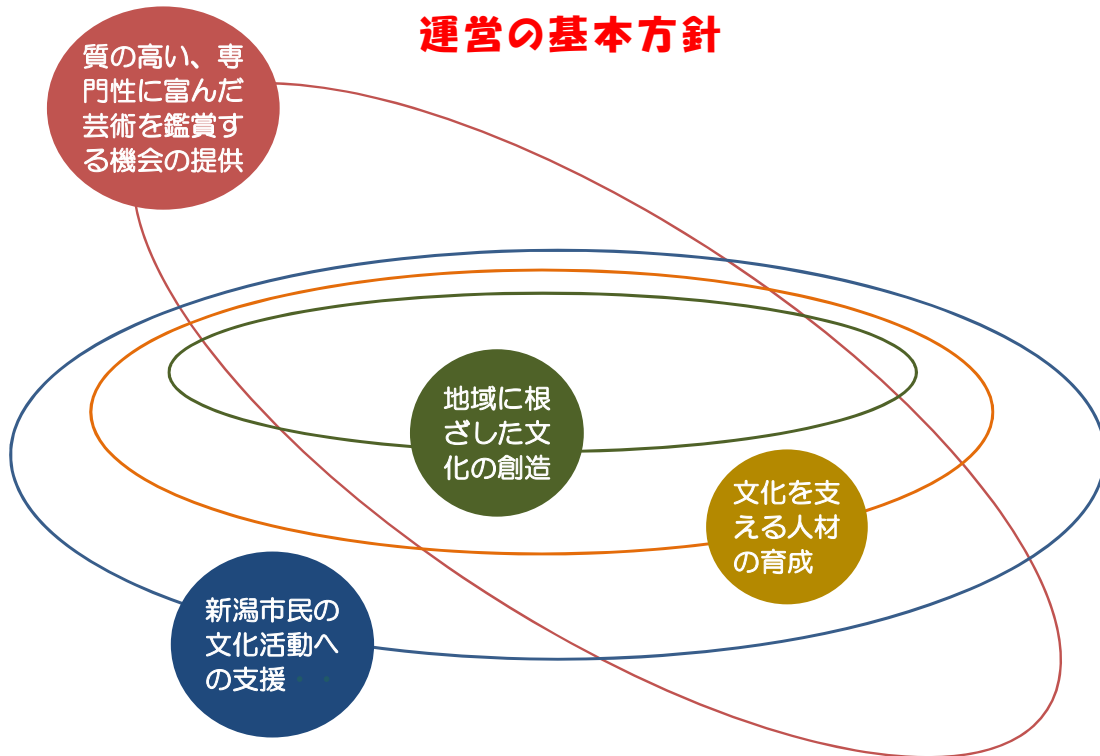 運営の基本方針
質の高い、専
門性に富んだ
芸術を鑑賞す
る機会の提供
地域に根
ざした文
化の創造
文化を支
える人材
の育成
新潟市民の
文化活動へ
の支援・・